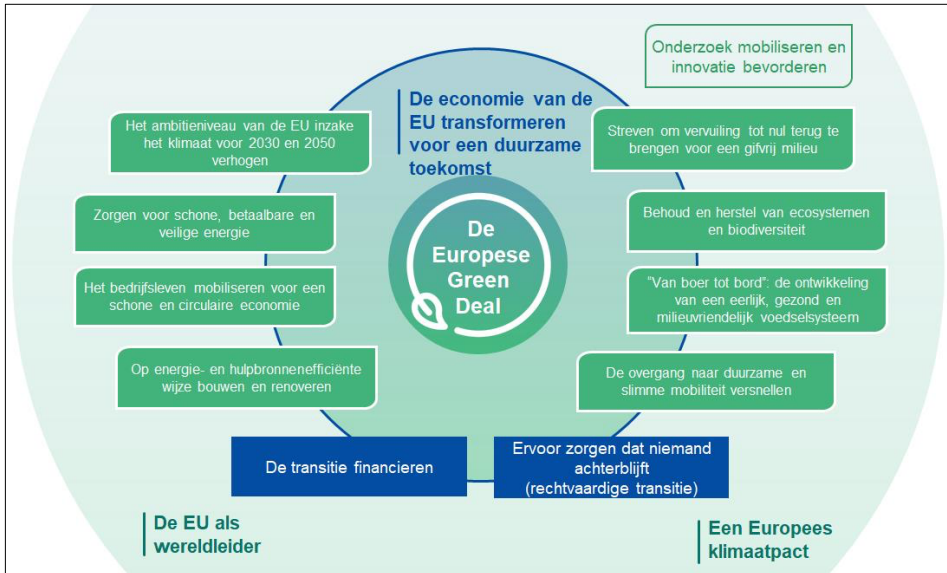 Onderzoek mobiliseren en
innovatie bevorderen
De economie van de
EU transformeren
voor een duurzame
toekomst
Het ambitieniveau van de EU inzake
het klimaat voor 2030 en 2050
verhogen
Zorgen voor schone, betaalbare en
veilige energie
Het bedrijfsleven mobiliseren voor een
schone en circulaire economie
Op energie- en hulpbronnenefficiënte
wijze bouwen en renoveren
De
Europese
Green
Deal
Streven om vervuiling tot nul terug te
brengen voor een gifvrij milieu
Behoud en herstel van ecosystemen
en biodiversiteit
"Van boer tot bord": de ontwikkeling
van een eerlijk, gezond en
milieuvriendelijk voedselsysteem
De overgang naar duurzame en
slimme mobiliteit versnellen
De transitie financieren
Ervoor zorgen dat niemand
achterblijft
(rechtvaardige transitie)
De EU als
wereldleider
Een Europees
klimaatpact